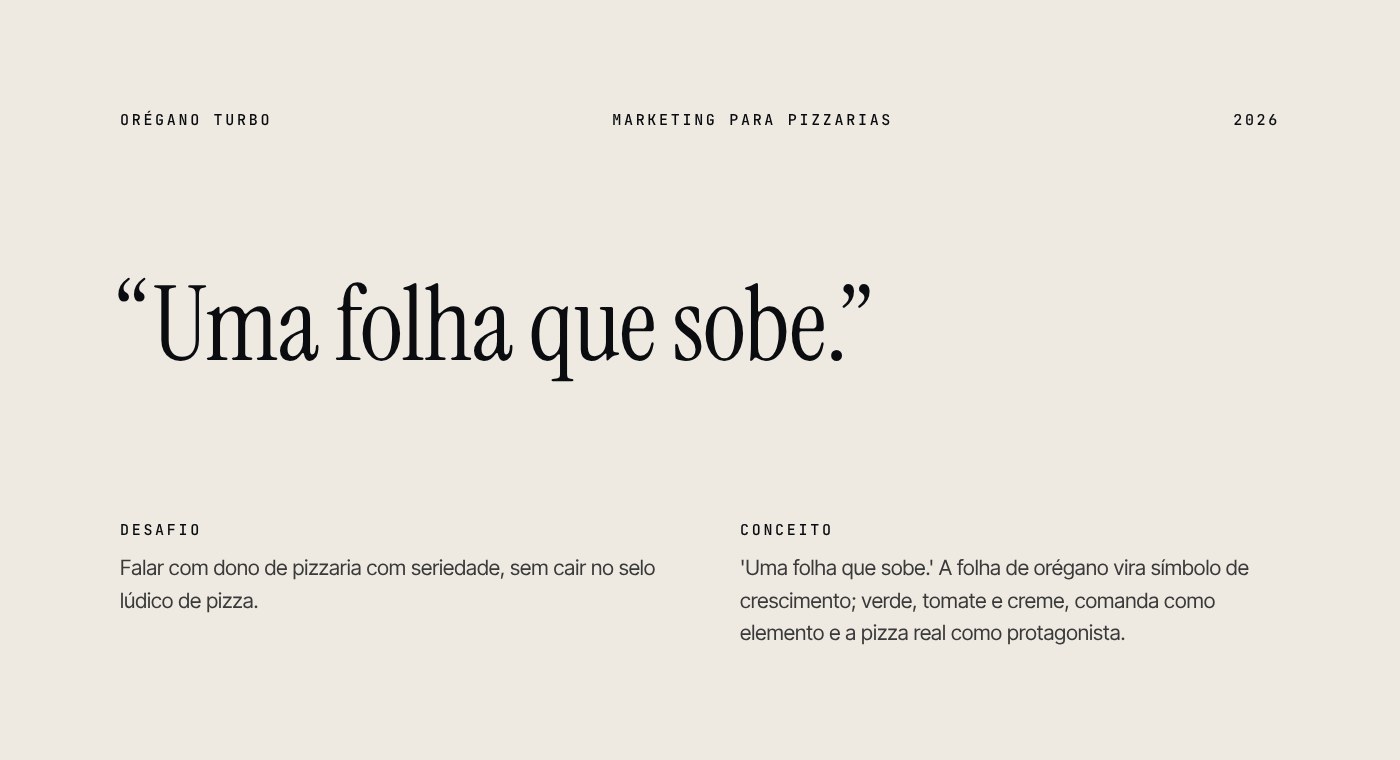 ORÉGANO TURBO
MARKETING PARA PIZZARIAS
2026
“Uma folha que sobe.”
DESAFIO
Falar com dono de pizzaria com seriedade, sem cair no selo
lúdico de pizza.
CONCEITO
'Uma folha que sobe.' A folha de orégano vira símbolo de
crescimento; verde, tomate e creme, comanda como
elemento e a pizza real como protagonista.